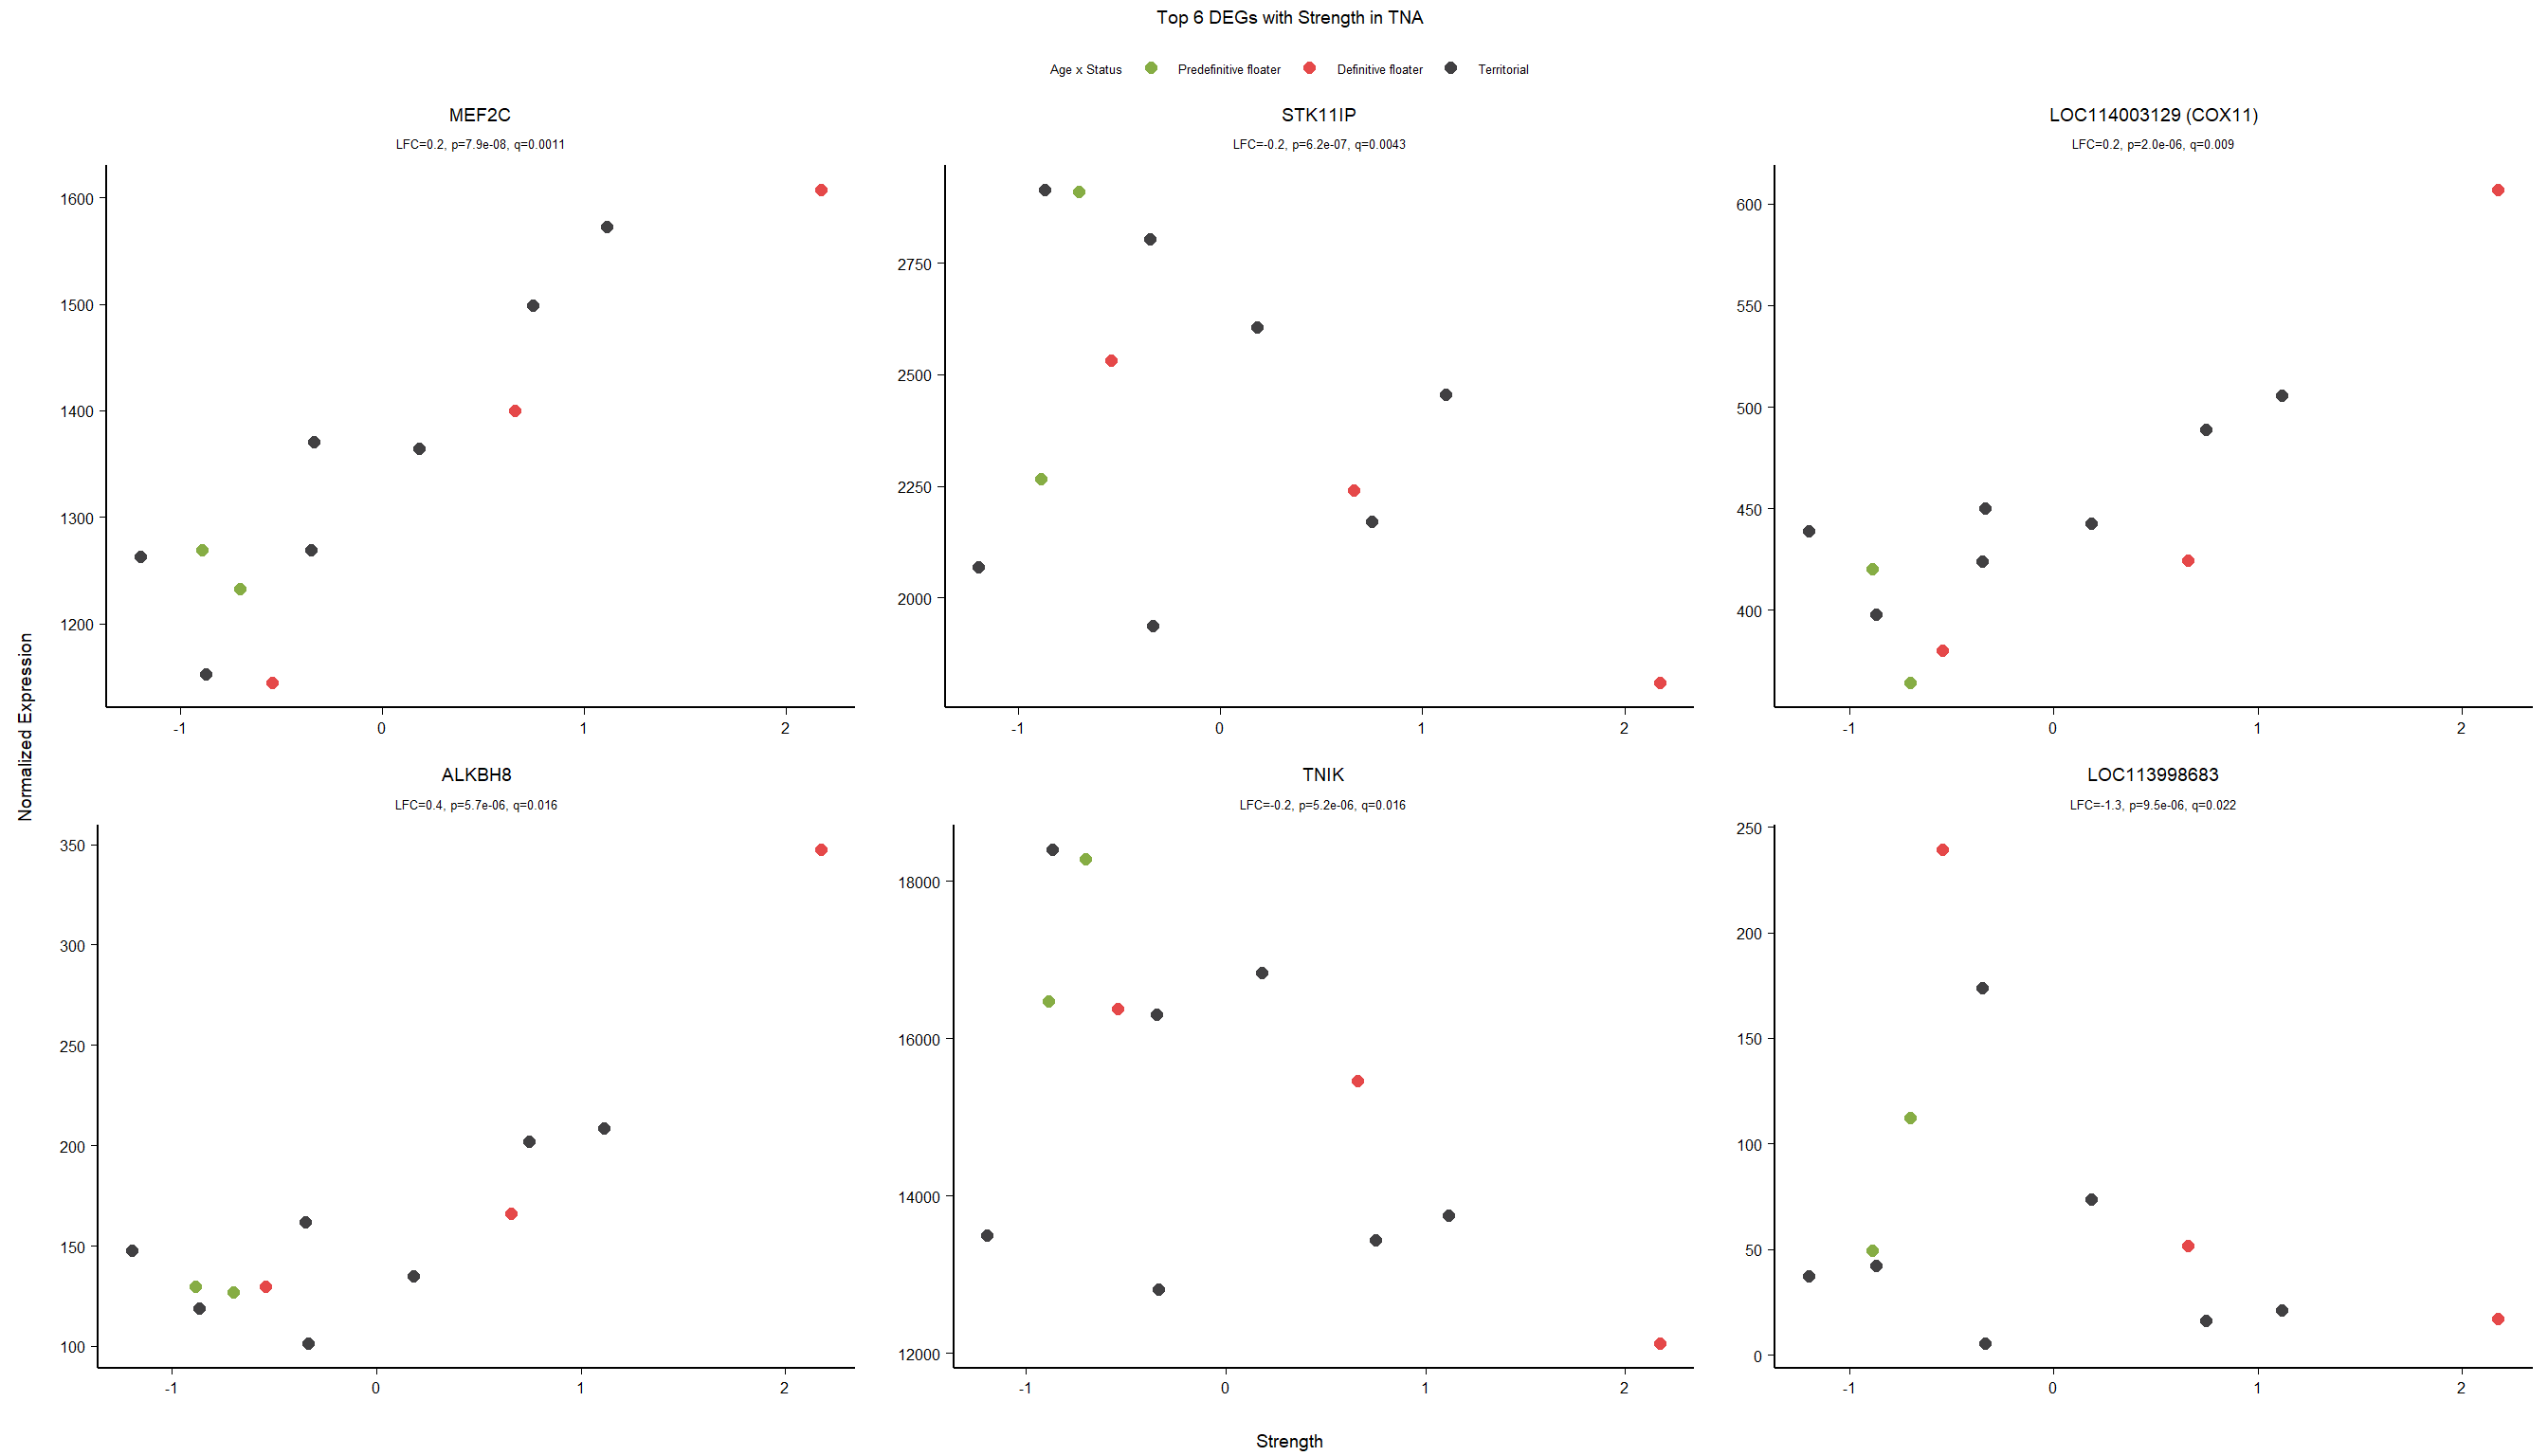 Top 6 DEGs with Strength in TNA
Age x Status Predefinitive floater Definitive floater Territorial
MEF2C
LFC=0.2, p=7.9e-08, q=0.0011
1600
1500
1400
1300
1200
-1 0 1 2
STK11IP
LFC=-0.2, p=6.2e-07, q=0.0043
2750
2500
2250
2000
-1 0 1 2
LOC114003129 (COX11)
LFC=0.2, p=2.0e-06, q=0.009
600
550
500
450
400
-1 0 1 2
Normalized Expression
ALKBH8
LFC=0.4, p=5.7e-06, q=0.016
350
300
250
200
150
100
-1 0 1 2
TNIK
LFC=-0.2, p=5.2e-06, q=0.016
18000
16000
14000
12000
-1 0 1 2
LOC113998683
LFC=-1.3, p=9.5e-06, q=0.022
250
200
150
100
50
0
-1 0 1 2
Strength